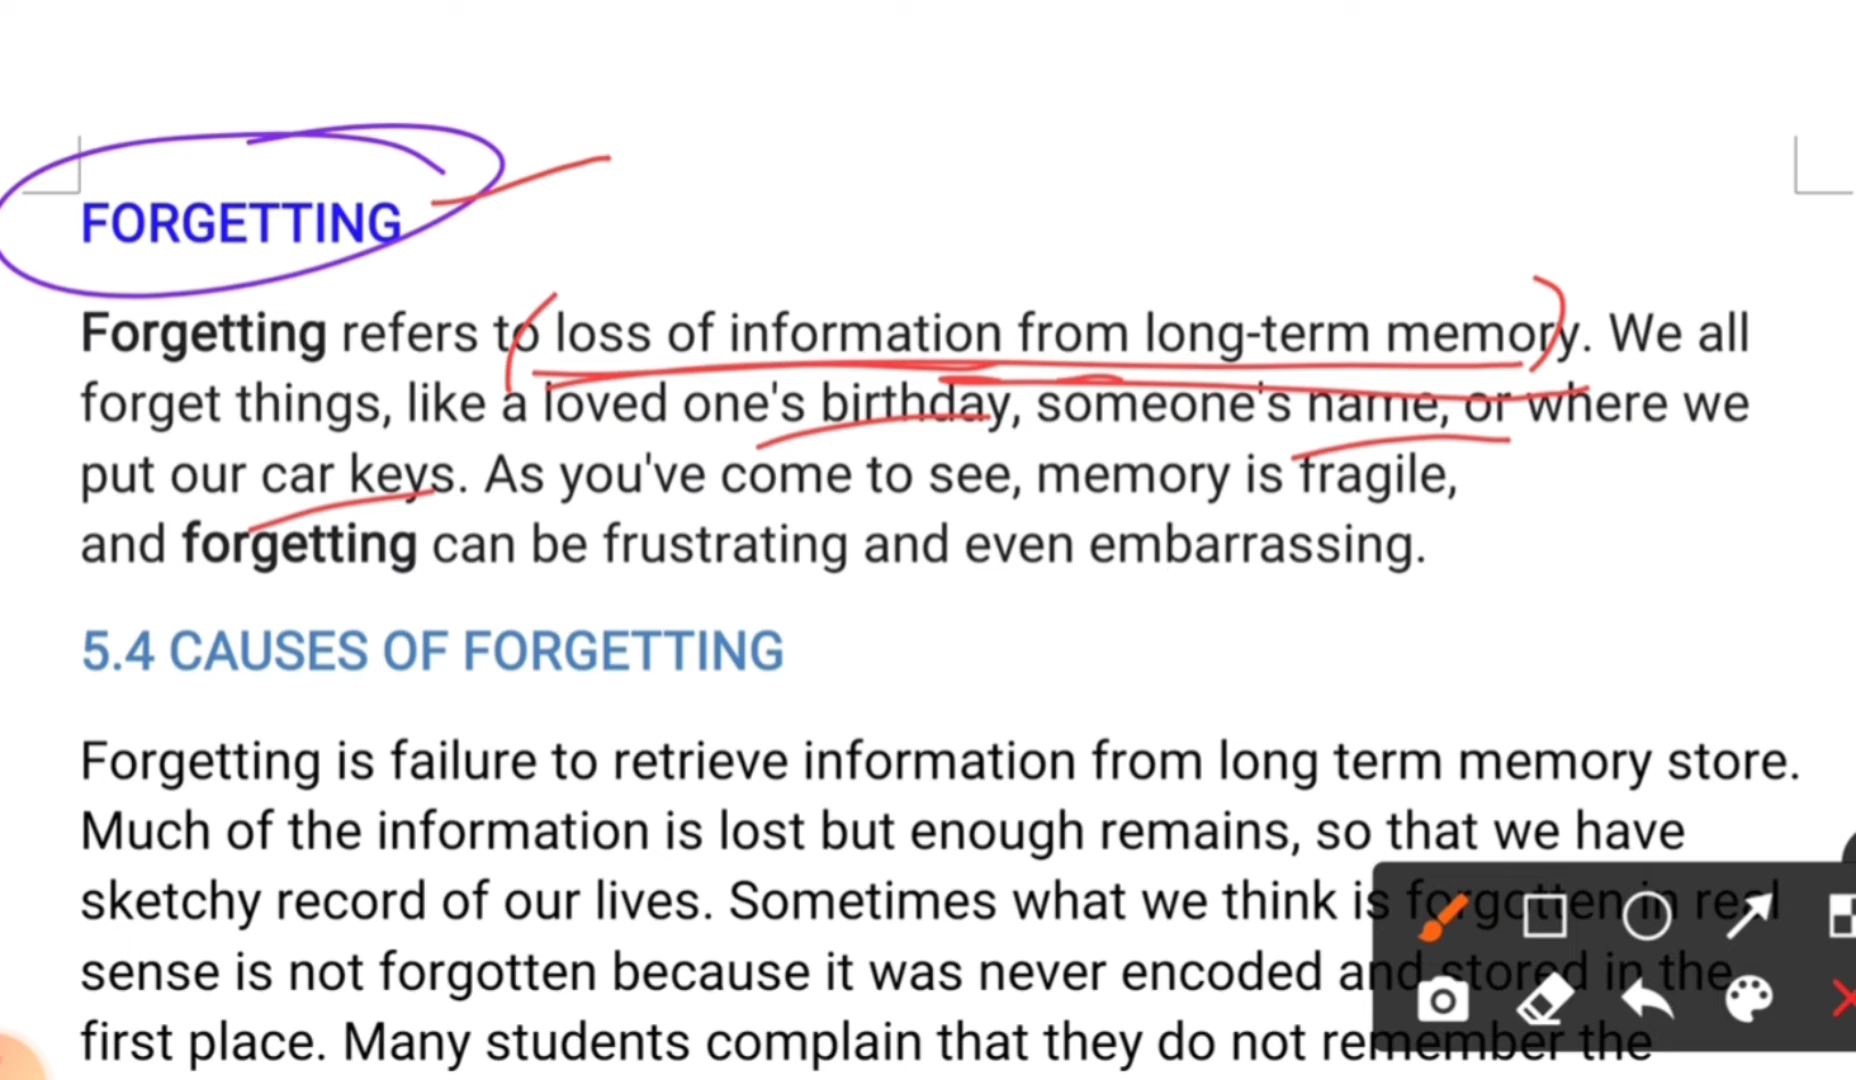 FORGETTING
Forgetting refers to loss of information from long-term memory. We all
forget things, like a loved one's birthday, someone's name, or where we
put our car keys. As you've come to see, memory is fragile,
and forgetting can be frustrating and even embarrassing.
5.4 CAUSES OF FORGETTING
Forgetting is failure to retrieve information from long term memory store.
Much of the information is lost but enough remains, so that we have
sketchy record of our lives. Sometimes what we think is forgotten in real
sense is not forgotten because it was never encoded and stored in the
first place. Many students complain that they do not remember the